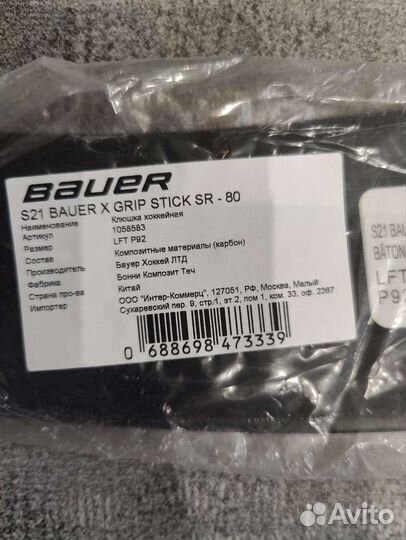 BAUER
S21 BAUER X GRIP STICK SR - 80
Наименование Клюшка хоккейная
Артикул 1058583
Размер LFT P92
Состав Композитные материалы (карбон)
Производитель Бауер Хоккей ЛТД
Фабрика Бонни Композит Теч
Страна про-ва Китай
Импортер ООО "Интер-Коммерц", 127051, РФ, Москва, Малый
Сухаревский пер. 9, стр.1, эт.2, пом 1, ком. 33, оф. 2367
0 688698 473339
S21 BAU
BÂTON
LFT
P92
Avito